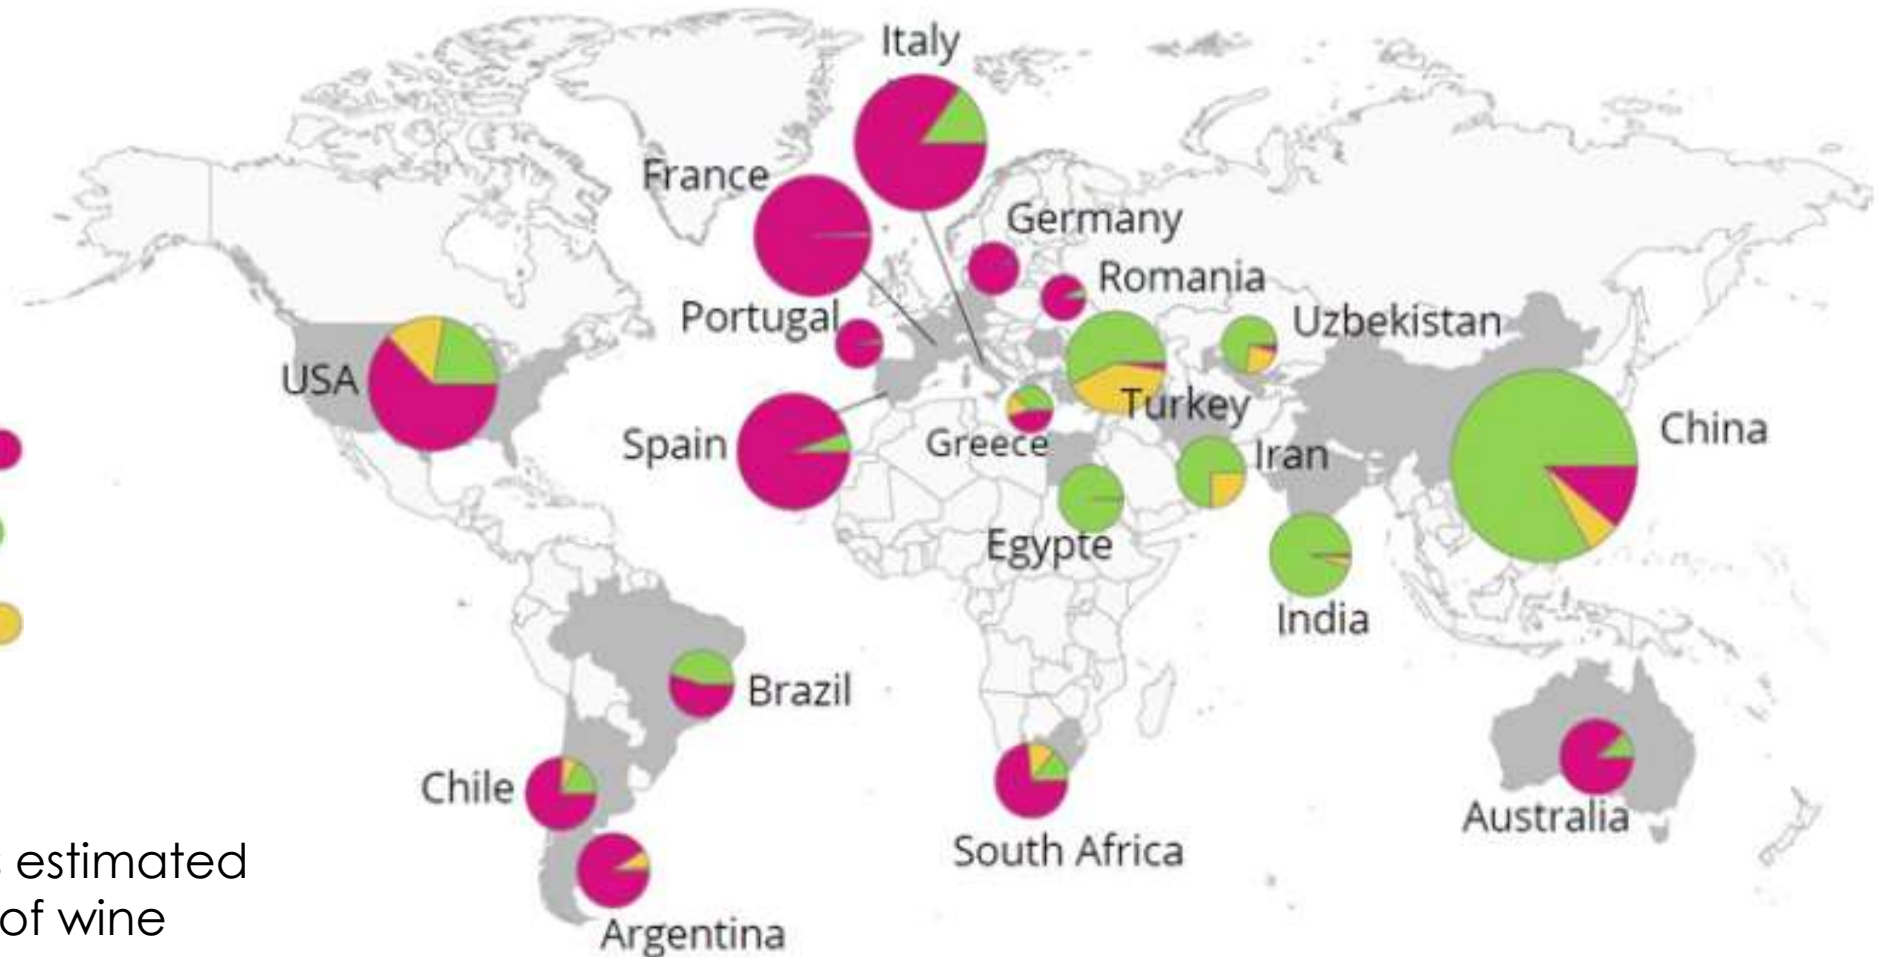 Italy
France
Germany
Romania
Portugal
Uzbekistan
USA
Turkey
China
Spain
Greece
Iran
Egypte
India
Brazil
Chile
Australia
South Africa
estimated
of wine
Argentina